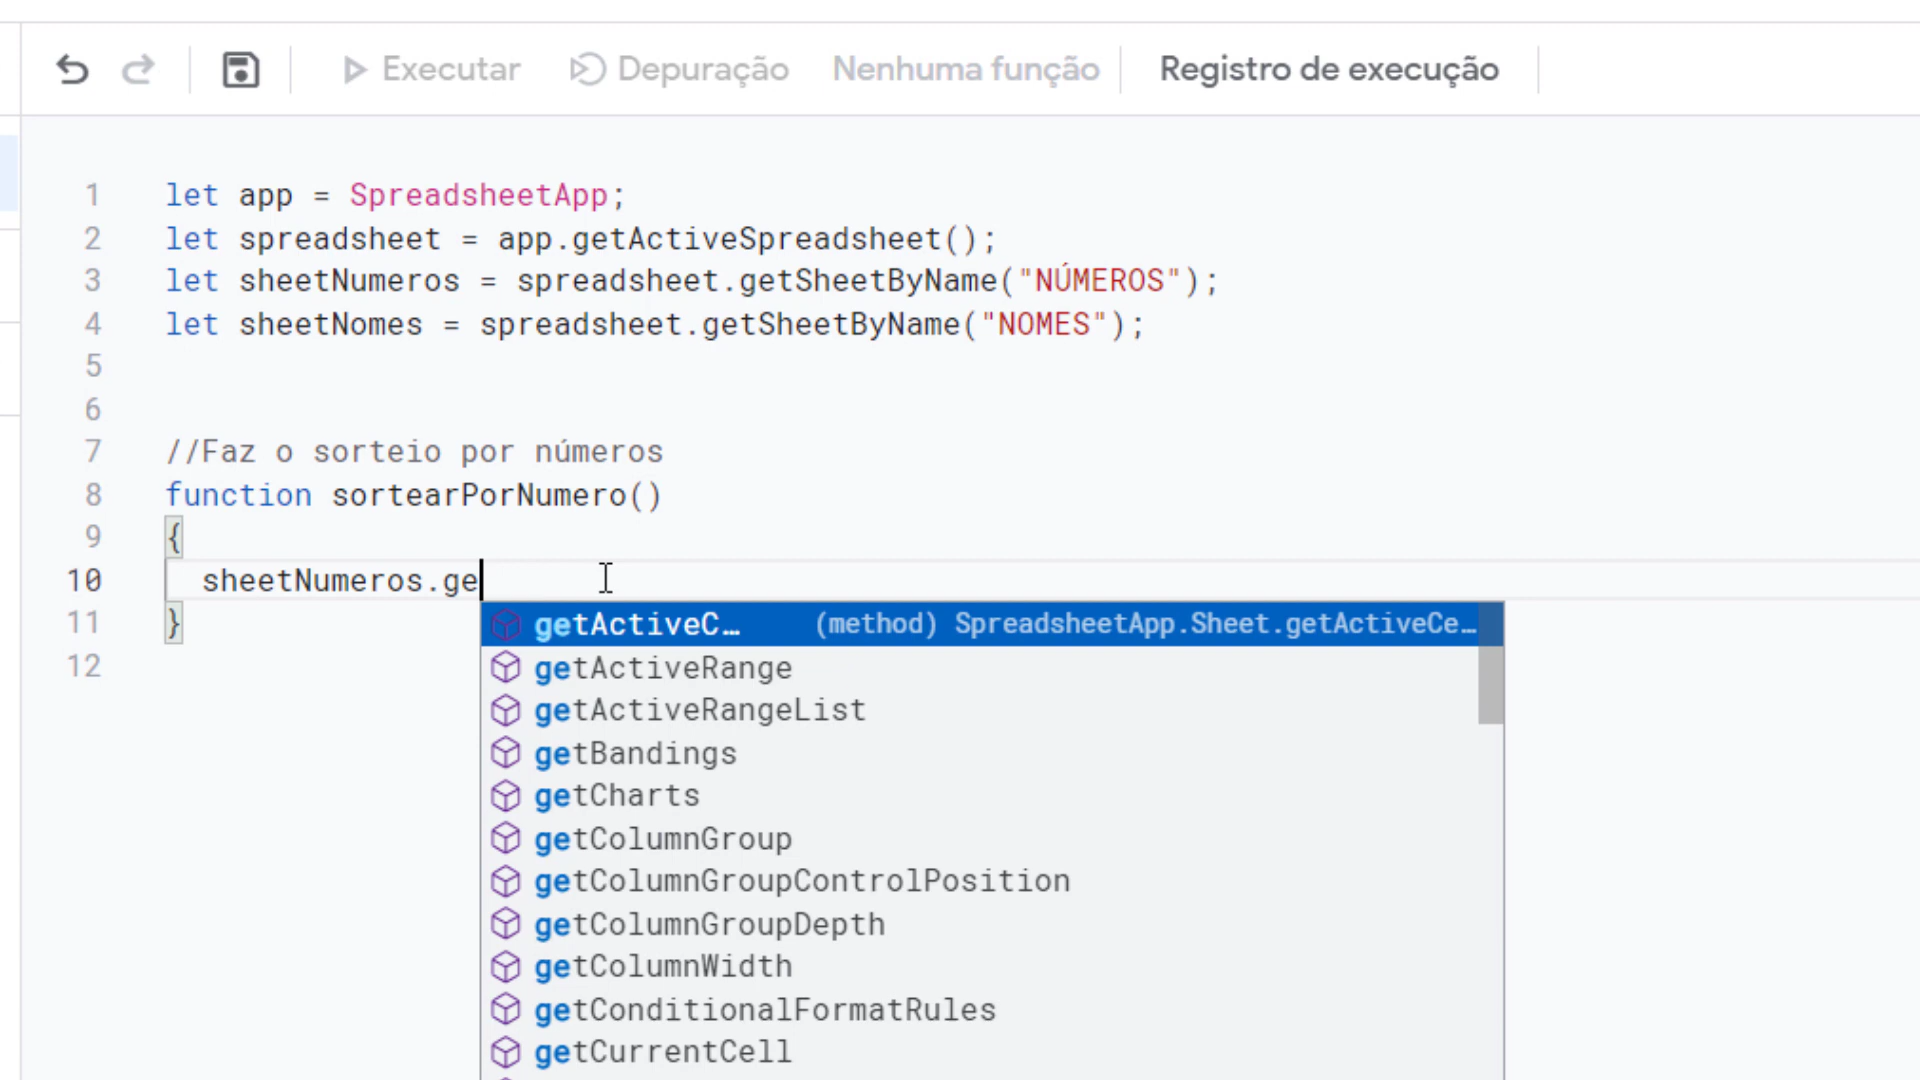 Executar Depuração Nenhuma função Registro de execução
1 let app = SpreadsheetApp;
2 let spreadsheet = app.getActiveSpreadsheet();
3 let sheetNumeros = spreadsheet.getSheetByName("NÚMEROS");
4 let sheetNomes = spreadsheet.getSheetByName("NOMES");
5
6
7 //Faz o sorteio por números
8 function sortearPorNumero()
9 {
10 sheetNumeros.ge
11 }
12
getActiveC… (method) SpreadsheetApp.Sheet.getActiveCe…
getActiveRange
getActiveRangeList
getBandings
getCharts
getColumnGroup
getColumnGroupControlPosition
getColumnGroupDepth
getColumnWidth
getConditionalFormatRules
getCurrentCell